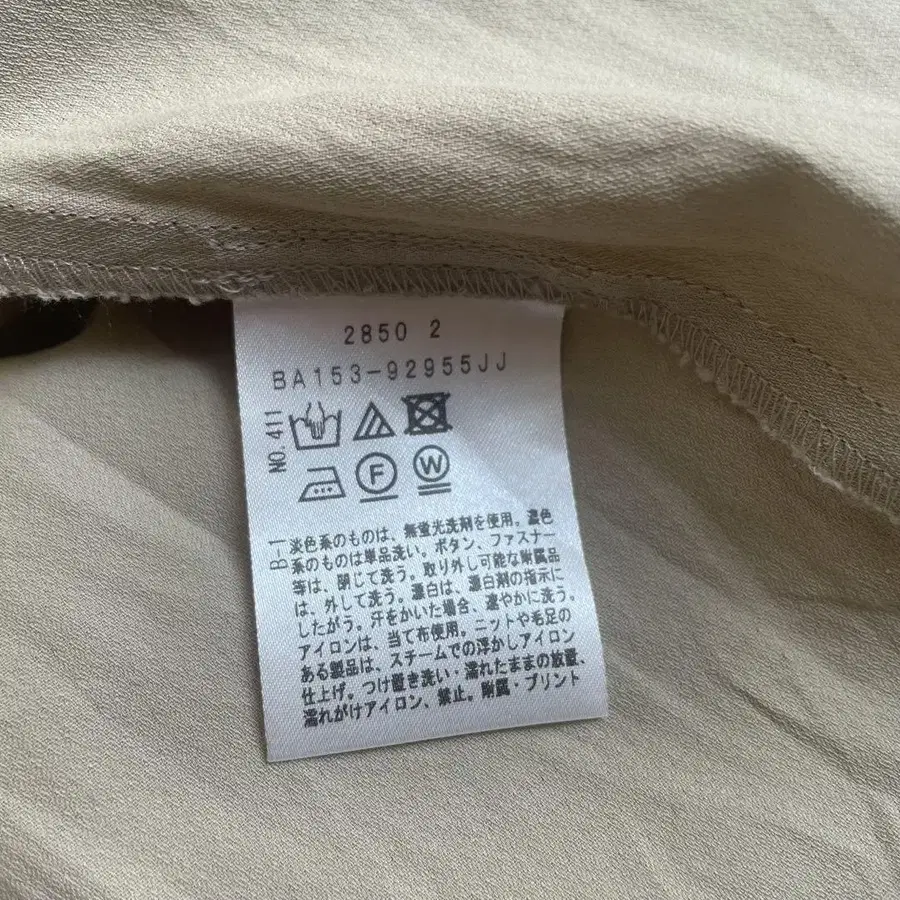 2850 2
BA153-92955JJ
NO.411
F
W
B-1
淡色系のものは、無蛍光洗剤を使用。濃色
系のものは単品洗い。ボタン、ファスナー
等は、閉じて洗う。取り外し可能な附属品
は、外して洗う。漂白は、漂白剤の指示に
したがう。汗をかいた場合、速やかに洗う。
アイロンは、当て布使用。ニットや毛足の
ある製品は、スチームでの浮かしアイロン
仕上げ。つけ置き洗い・濡れたままの放置、
濡れがけアイロン、禁止。附属・プリント